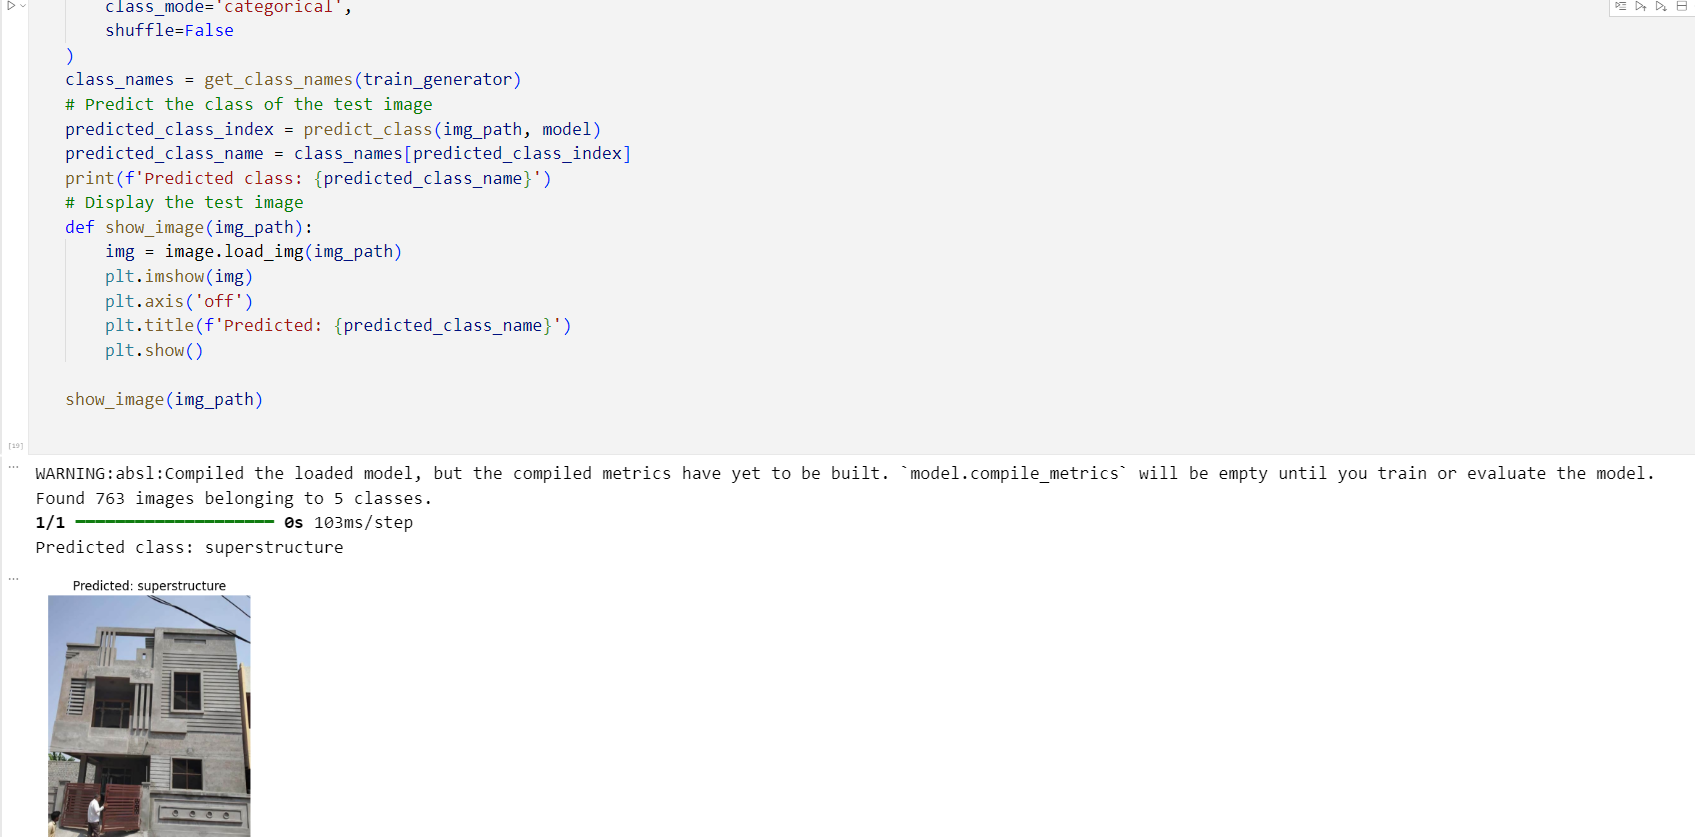 class_mode='categorical',
shuffle=False
)
class_names = get_class_names(train_generator)
# Predict the class of the test image
predicted_class_index = predict_class(img_path, model)
predicted_class_name = class_names[predicted_class_index]
print(f'Predicted class: {predicted_class_name}')
# Display the test image
def show_image(img_path):
img = image.load_img(img_path)
plt.imshow(img)
plt.axis('off')
plt.title(f'Predicted: {predicted_class_name}')
plt.show()
show_image(img_path)
[19]
WARNING:absl:Compiled the loaded model, but the compiled metrics have yet to be built. `model.compile_metrics` will be empty until you train or evaluate the model.
Found 763 images belonging to 5 classes.
1/1 0s 103ms/step
Predicted class: superstructure
Predicted: superstructure